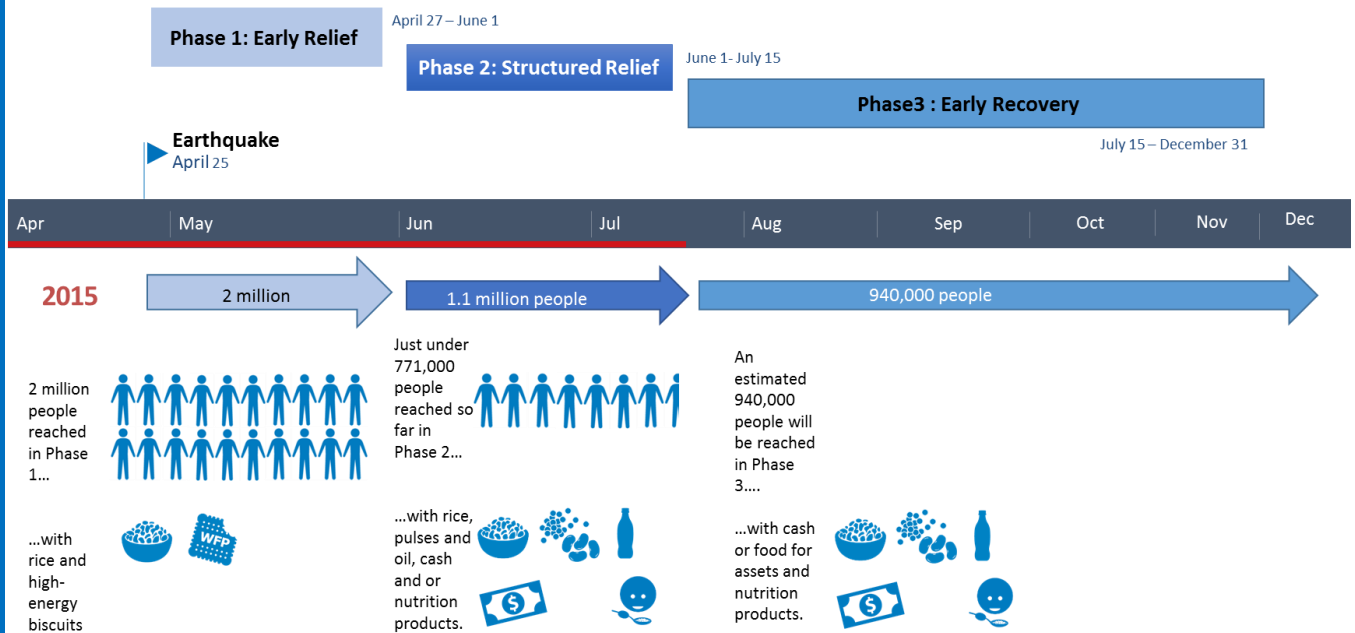 Phase 1: Early Relief
April 27 – June 1
Phase 2: Structured Relief
June 1- July 15
Phase3 : Early Recovery
July 15 – December 31
Earthquake
April 25
Apr
May
Jun
Jul
Aug
Sep
Oct
Nov
Dec
2015
2 million
1.1 million people
940,000 people
2 million
people
reached
in Phase
1...
...with
rice and
high-
energy
biscuits
WFP
Just under
771,000
people
reached so
far in
Phase 2...
...with rice,
pulses and
oil, cash
and or
nutrition
products.
$
An
estimated
940,000
people will
be reached
in Phase
3....
...with cash
or food for
assets and
nutrition
products.
$